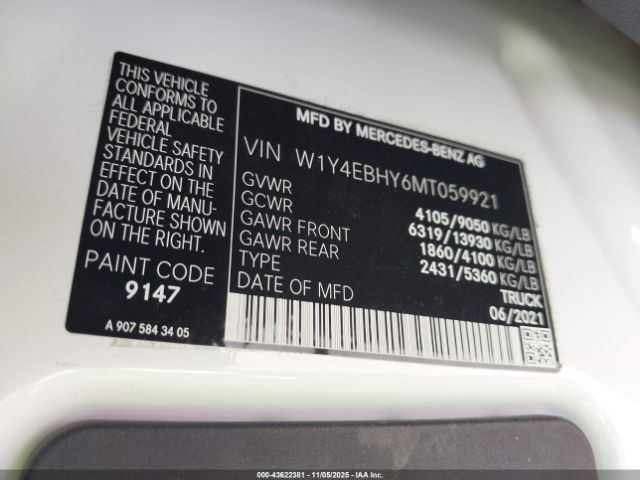 THIS VEHICLE
CONFORMS TO
ALL APPLICABLE
FEDERAL
VEHICLE SAFETY
STANDARDS IN
EFFECT ON THE
DATE OF MANU-
FACTURE SHOWN
ON THE RIGHT.
PAINT CODE
9147
A 907 584 34 05
MFD BY MERCEDES-BENZ AG
VIN W1Y4EBHY6MT059921
GVWR 4105/9050 KG/LB
GCWR 6319/13930 KG/LB
GAWR FRONT 1860/4100 KG/LB
GAWR REAR 2431/5360 KG/LB
TYPE TRUCK
DATE OF MFD 06/2021
000-43622381 - 11/05/2025 - IAA Inc.